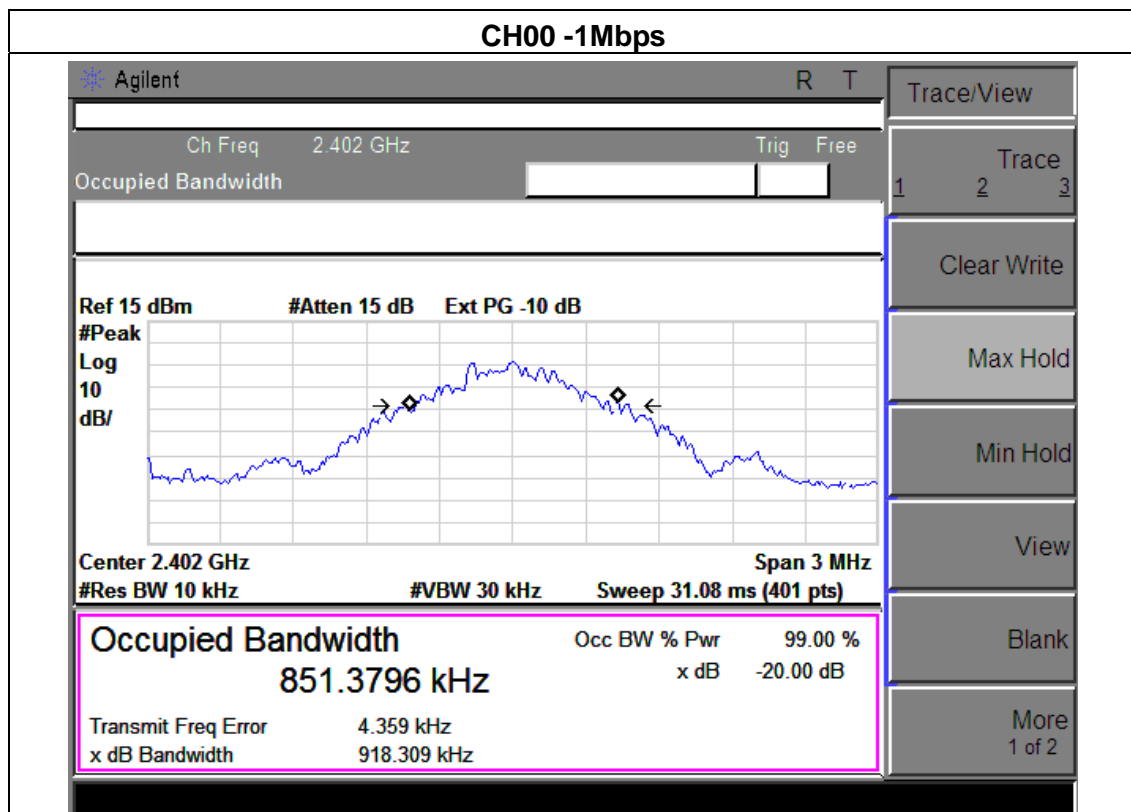 CH00 -1Mbps
Agilent R T
Ch Freq 2.402 GHz Trig Free
Occupied Bandwidth
Ref 15 dBm #Atten 15 dB Ext PG -10 dB
#Peak
Log
10
dB/
Center 2.402 GHz Span 3 MHz
#Res BW 10 kHz #VBW 30 kHz Sweep 31.08 ms (401 pts)
Occupied Bandwidth
851.3796 kHz
Occ BW % Pwr 99.00 %
x dB -20.00 dB
Transmit Freq Error 4.359 kHz
x dB Bandwidth 918.309 kHz
Trace/View
Trace
1 2 3
Clear Write
Max Hold
Min Hold
View
Blank
More
1 of 2